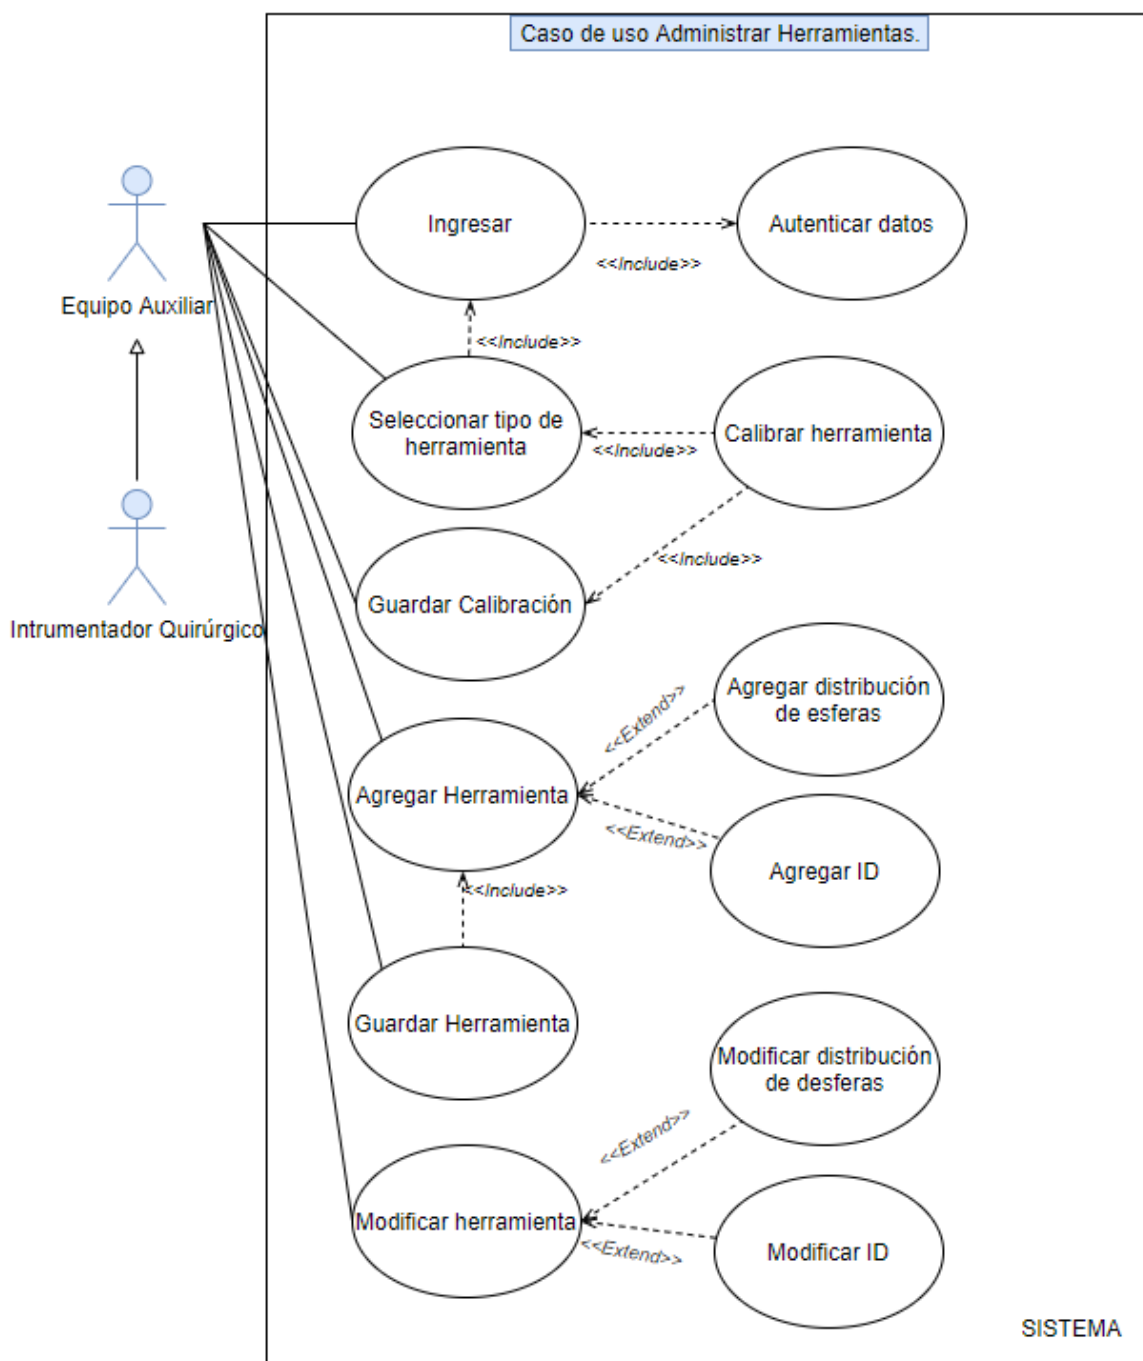 Caso de uso Administrar Herramientas.
Ingresar
Autenticar datos
<<Include>>
Equipo Auxiliar
<<Include>>
Seleccionar tipo de
herramienta
Calibrar herramienta
<<Include>>
<<Include>>
Guardar Calibración
Intrumentador Quirúrgico
Agregar distribución
de esferas
<<Extend>>
Agregar Herramienta
<<Extend>>
Agregar ID
<<Include>>
Guardar Herramienta
Modificar distribución
de desferas
<<Extend>>
Modificar herramienta
<<Extend>>
Modificar ID
SISTEMA